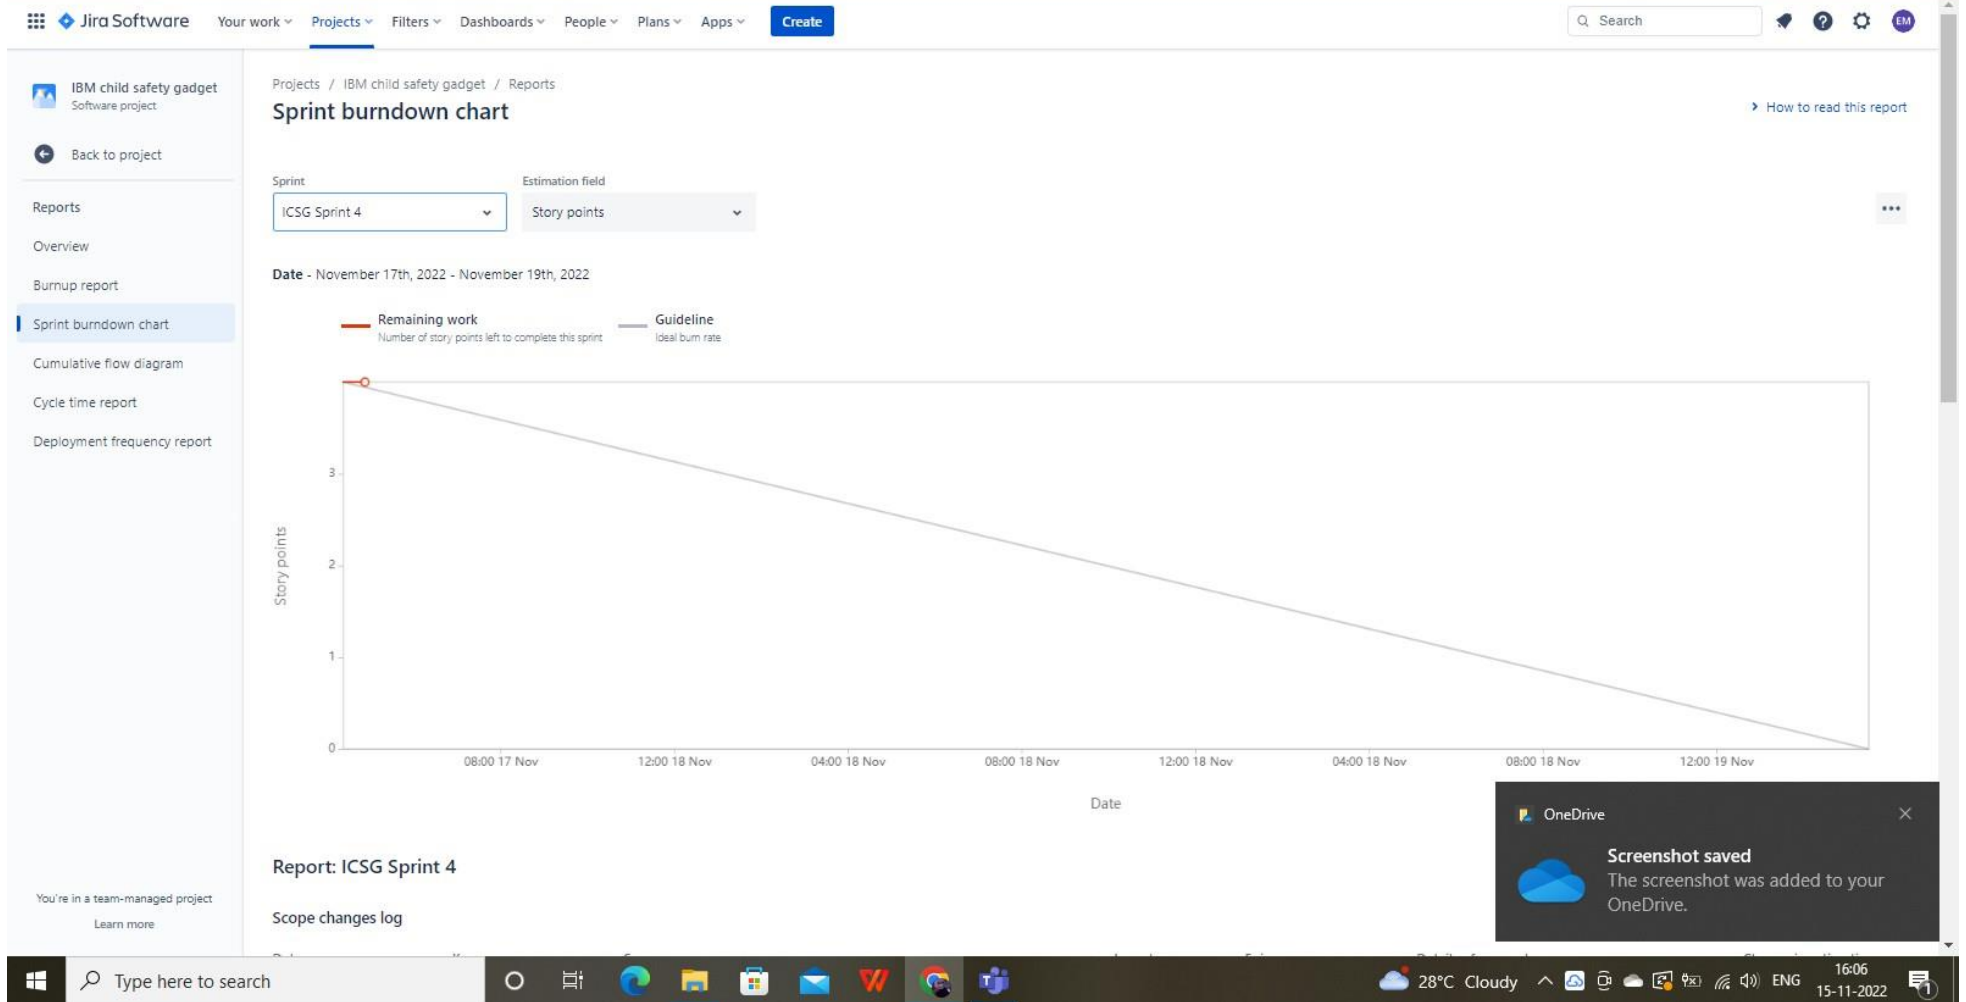 Jira Software
Your work
Projects
Filters
Dashboards
People
Plans
Apps
Create
Search
EM
IBM child safety gadget
Software project
Back to project
Reports
Overview
Burnup report
Sprint burndown chart
Cumulative flow diagram
Cycle time report
Deployment frequency report
You're in a team-managed project
Learn more
Projects / IBM child safety gadget / Reports
Sprint burndown chart
How to read this report
Sprint
ICSG Sprint 4
Estimation field
Story points
Date - November 17th, 2022 - November 19th, 2022
Remaining work
Number of story points left to complete this sprint
Guideline
Ideal burn rate
Story points
3
2
1
0
08:00 17 Nov
12:00 18 Nov
04:00 18 Nov
08:00 18 Nov
12:00 18 Nov
04:00 18 Nov
08:00 18 Nov
12:00 19 Nov
Date
Report: ICSG Sprint 4
Scope changes log
OneDrive
Screenshot saved
The screenshot was added to your
OneDrive.
Type here to search
28°C Cloudy
ENG
16:06
15-11-2022
1